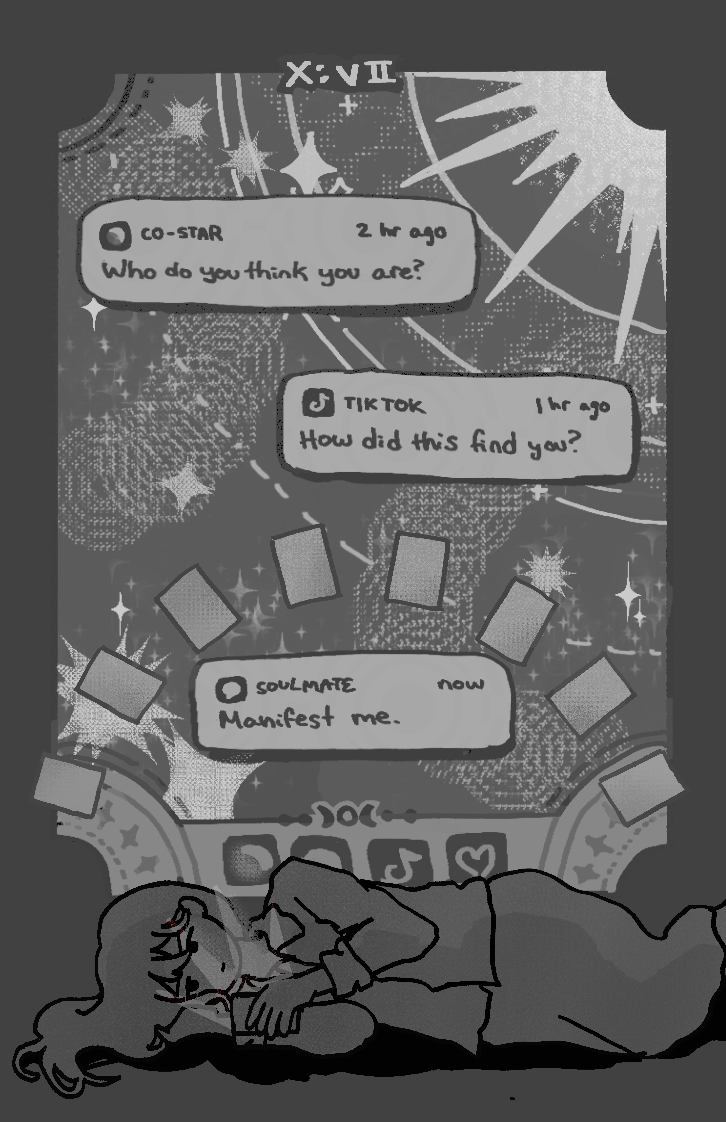 X:VII
CO-STAR 2 hr ago
Who do you think you are?
TIKTOK 1 hr ago
How did this find you?
SOULMATE now
Manifest me.